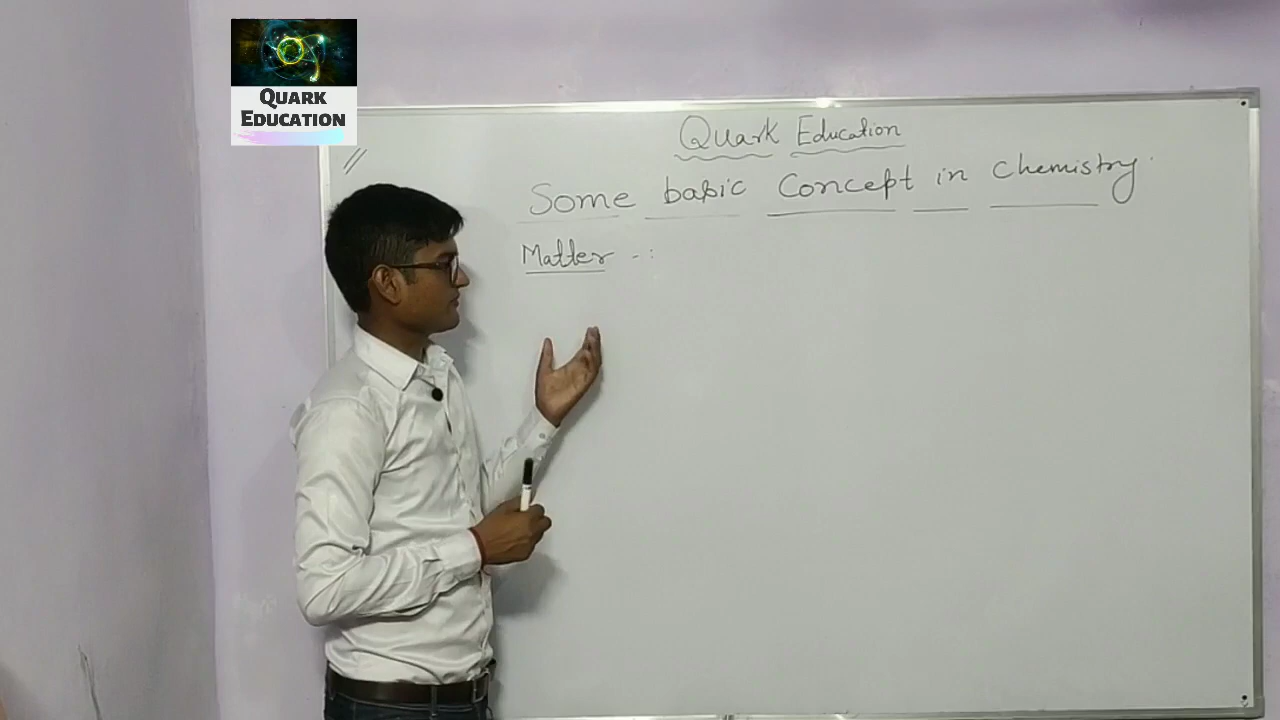 QUARK
EDUCATION
Quark Education
Some basic Concept in Chemistry.
Matter -: